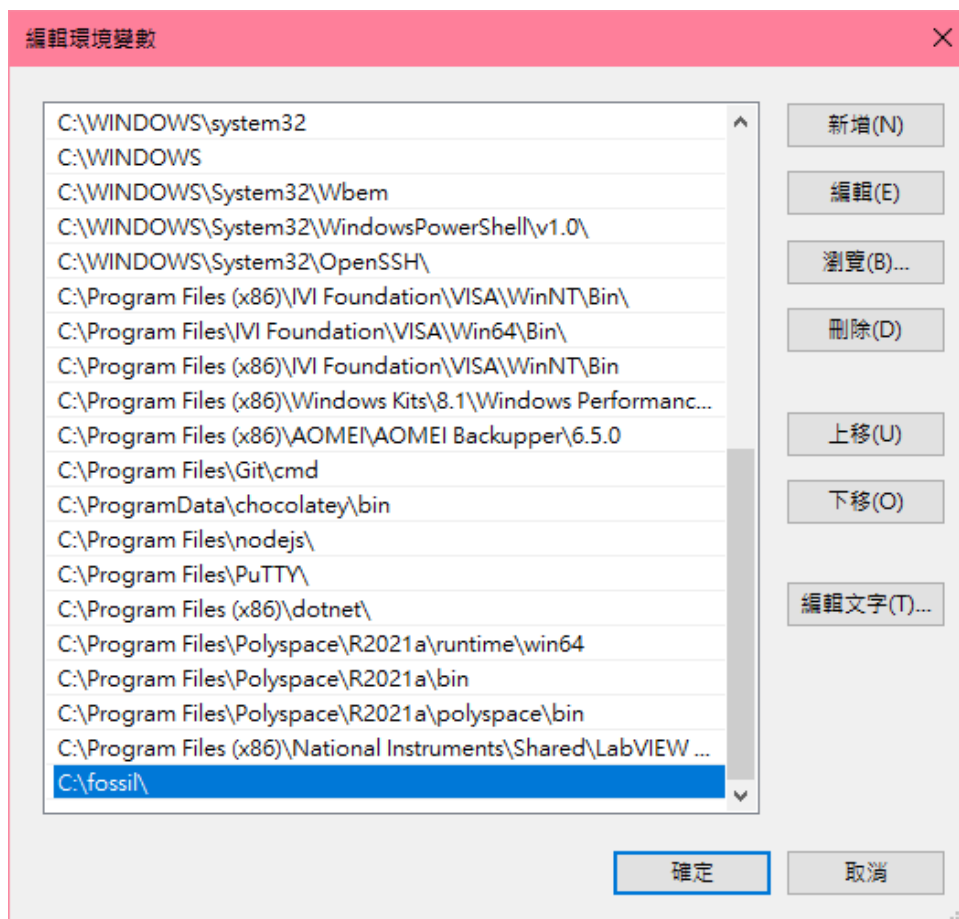 編輯環境變數
C:\WINDOWS\system32
C:\WINDOWS
C:\WINDOWS\System32\Wbem
C:\WINDOWS\System32\WindowsPowerShell\v1.0\
C:\WINDOWS\System32\OpenSSH\
C:\Program Files (x86)\IVI Foundation\VISA\WinNT\Bin\
C:\Program Files\IVI Foundation\VISA\Win64\Bin\
C:\Program Files (x86)\IVI Foundation\VISA\WinNT\Bin
C:\Program Files (x86)\Windows Kits\8.1\Windows Performanc...
C:\Program Files (x86)\AOMEI\AOMEI Backupper\6.5.0
C:\Program Files\Git\cmd
C:\ProgramData\chocolatey\bin
C:\Program Files\nodejs\
C:\Program Files\PuTTY\
C:\Program Files (x86)\dotnet\
C:\Program Files\Polyspace\R2021a\runtime\win64
C:\Program Files\Polyspace\R2021a\bin
C:\Program Files\Polyspace\R2021a\polyspace\bin
C:\Program Files (x86)\National Instruments\Shared\LabVIEW ...
C:\fossil\
新增(N)
編輯(E)
瀏覽(B)...
刪除(D)
上移(U)
下移(O)
編輯文字(T)...
確定
取消